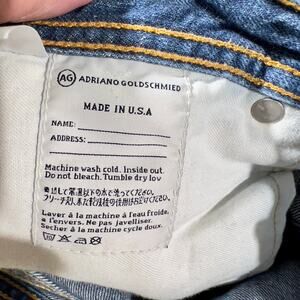 AG ADRIANO GOLDSCHMIED
MADE IN U.S.A
NAME:
ADDRESS:
Machine wash cold. Inside out.
Do not bleach. Tumble dry low
Laver à la machine à l'eau froide,
a l'envers. Ne pas javelliser.
Secher à la machine cycle doux.